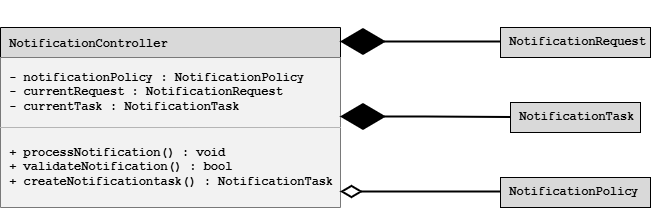 NotificationController
- notificationPolicy : NotificationPolicy
- currentRequest : NotificationRequest
- currentTask : NotificationTask
+ processNotification() : void
+ validateNotification() : bool
+ createNotificationtask() : NotificationTask
NotificationRequest
NotificationTask
NotificationPolicy